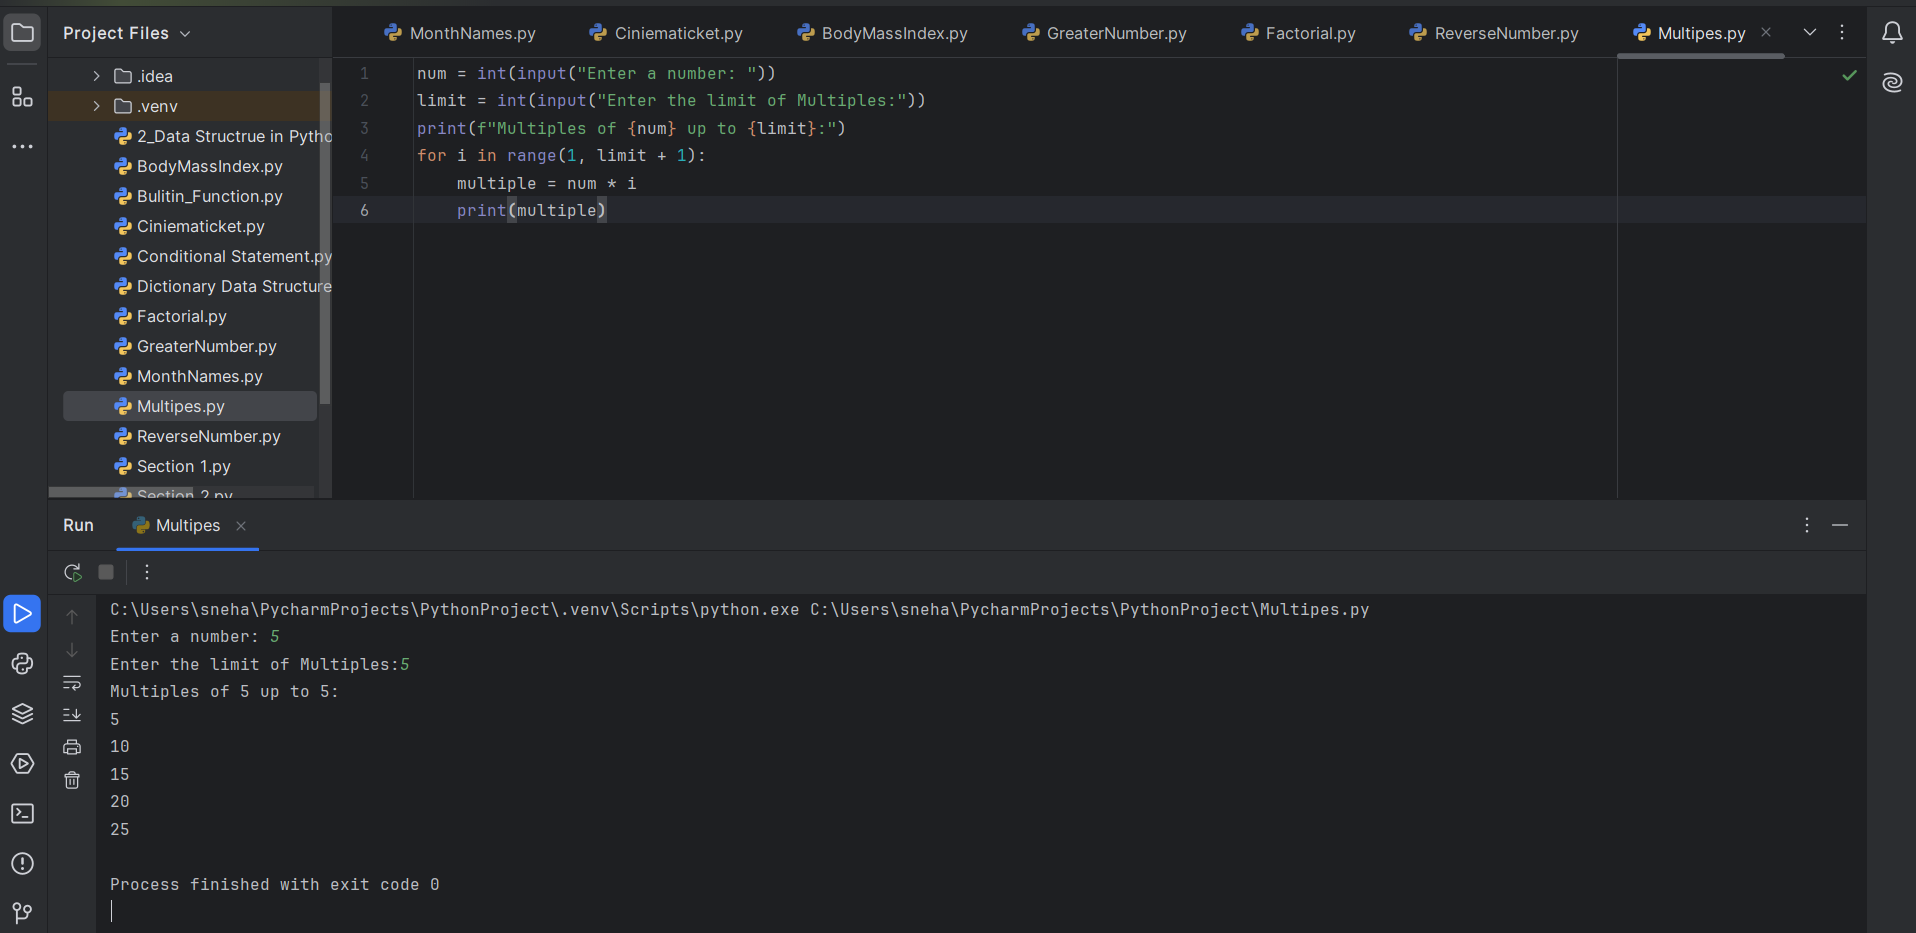 Project Files
MonthNames.py
Ciniematicket.py
BodyMassIndex.py
GreaterNumber.py
Factorial.py
ReverseNumber.py
Multipes.py
.idea
.venv
2_Data Structrue in Pytho
BodyMassIndex.py
Bulitin_Function.py
Ciniematicket.py
Conditional Statement.py
Dictionary Data Structure
Factorial.py
GreaterNumber.py
MonthNames.py
Multipes.py
ReverseNumber.py
Section 1.py
Section 2.py
1 num = int(input("Enter a number: "))
2 limit = int(input("Enter the limit of Multiples:"))
3 print(f"Multiples of {num} up to {limit}:")
4 for i in range(1, limit + 1):
5     multiple = num * i
6     print(multiple)
Run
Multipes
C:\Users\sneha\PycharmProjects\PythonProject\.venv\Scripts\python.exe C:\Users\sneha\PycharmProjects\PythonProject\Multipes.py
Enter a number: 5
Enter the limit of Multiples:5
Multiples of 5 up to 5:
5
10
15
20
25
Process finished with exit code 0